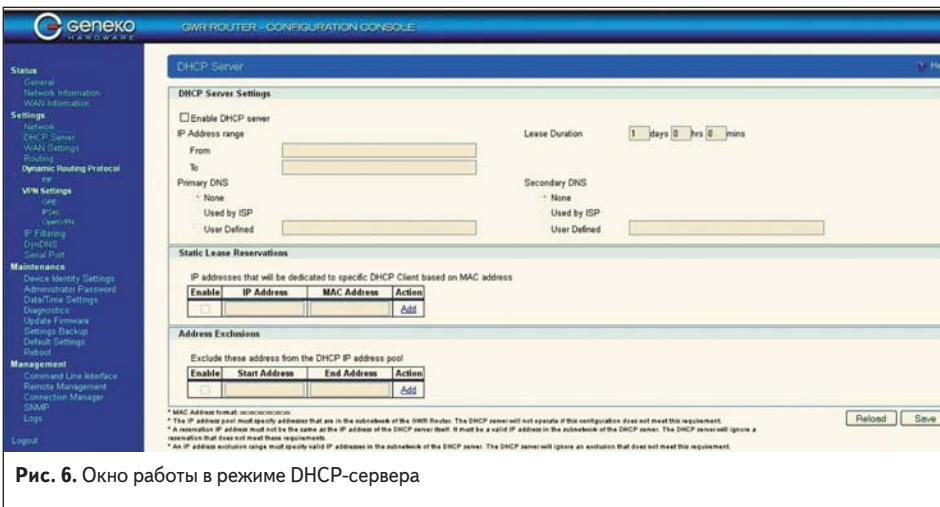 GENEKO
HARDWARE
GWR ROUTER - CONFIGURATION CONSOLE
Status
General
Network Information
WAN Information
Settings
Network
DHCP Server
WAN Settings
Routing
Dynamic Routing Protocol
RIP
VPN Settings
GRE
IPSec
OpenVPN
IP Filtering
DynDNS
Serial Port
Maintenance
Device Identity Settings
Administrator Password
Date/Time Settings
Diagnostics
Update Firmware
Settings Backup
Default Settings
Reboot
Management
Command Line Interface
Remote Management
Connection Manager
SNMP
Logs
Logout
DHCP Server
He
DHCP Server Settings
Enable DHCP server
IP Address range
Lease Duration 1 days 0 hrs 0 mins
From
To
Primary DNS
Secondary DNS
None
None
Used by ISP
Used by ISP
User Defined
User Defined
Static Lease Reservations
IP addresses that will be dedicated to specific DHCP Client based on MAC address
Enable IP Address MAC Address Action
Add
Address Exclusions
Exclude these address from the DHCP IP address pool
Enable Start Address End Address Action
Add
* MAC Address format:
* The IP address pool must specify addresses that are in the subnetwork of the GWR Router. The DHCP server will not operate if this configuration does not meet this requirement.
* A reservation IP address must not be the same as the IP address of the DHCP server itself. It must be a valid IP address in the subnetwork of the DHCP server. The DHCP server will ignore a
reservation that does not meet these requirements.
* An IP address exclusion range must specify valid IP addresses in the subnetwork of the DHCP server. The DHCP server will ignore an exclusion that does not meet this requirement.
Reload Save
Рис. 6. Окно работы в режиме DHCP-сервера